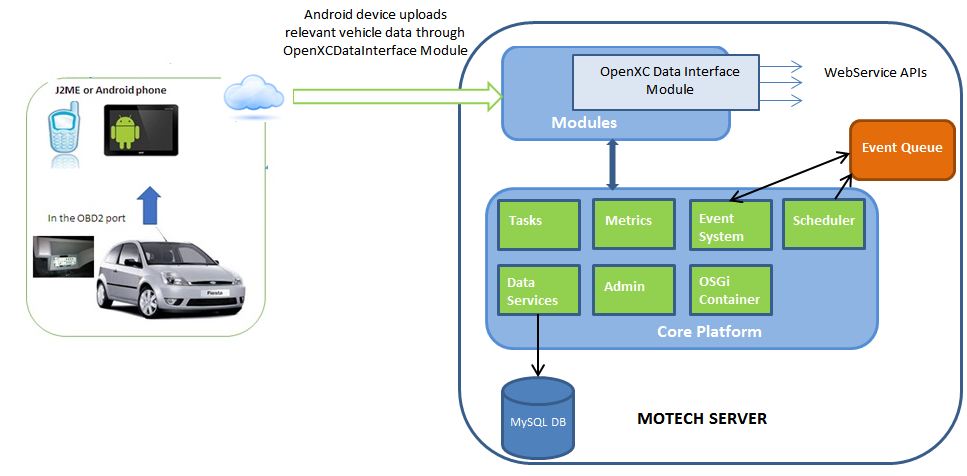 Android device uploads
relevant vehicle data through
OpenXCDataInterface Module
J2ME or Android phone
In the OBD2 port
Fiesta
OpenXC Data Interface
Module
Modules
WebService APIs
Event Queue
Tasks
Metrics
Event
System
Scheduler
Data
Services
Admin
OSGi
Container
Core Platform
MySQL DB
MOTECH SERVER